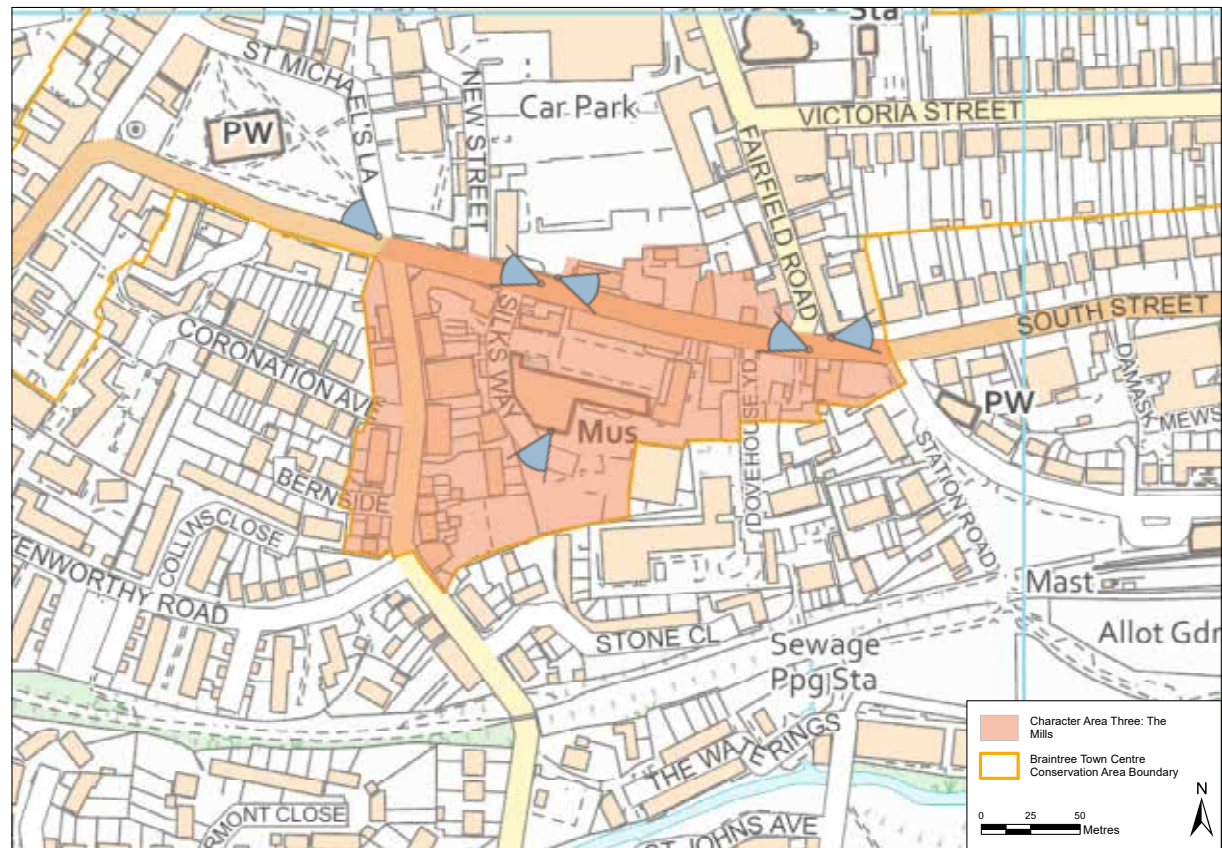 Sta
ST MICHAEL'S LA
NEW STREET
Car Park
VICTORIA STREET
FAIRFIELD ROAD
PW
SOUTH STREET
SILKS WAY
CORONATION AVE
DAMASK MEWS
DOVEHOUSE YD
PW
Mus
STATION ROAD
BERNSIDE
COLLINS CLOSE
KENWORTHY ROAD
Mast
STONE CL
Allot Gdn
Sewage
Ppg Sta
THE WATERINGS
RMONT CLOSE
ST JOHNS AVE
Character Area Three: The
Mills
Braintree Town Centre
Conservation Area Boundary
N
0 25 50
Metres